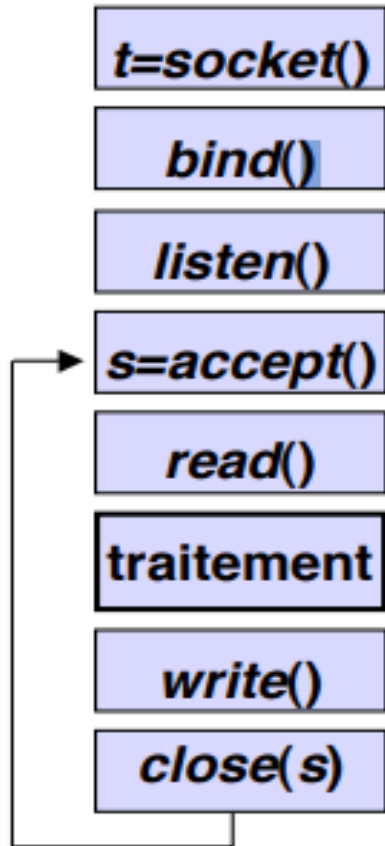 t=socket()
bind()
listen()
s=accept()
read()
traitement
write()
close(s)